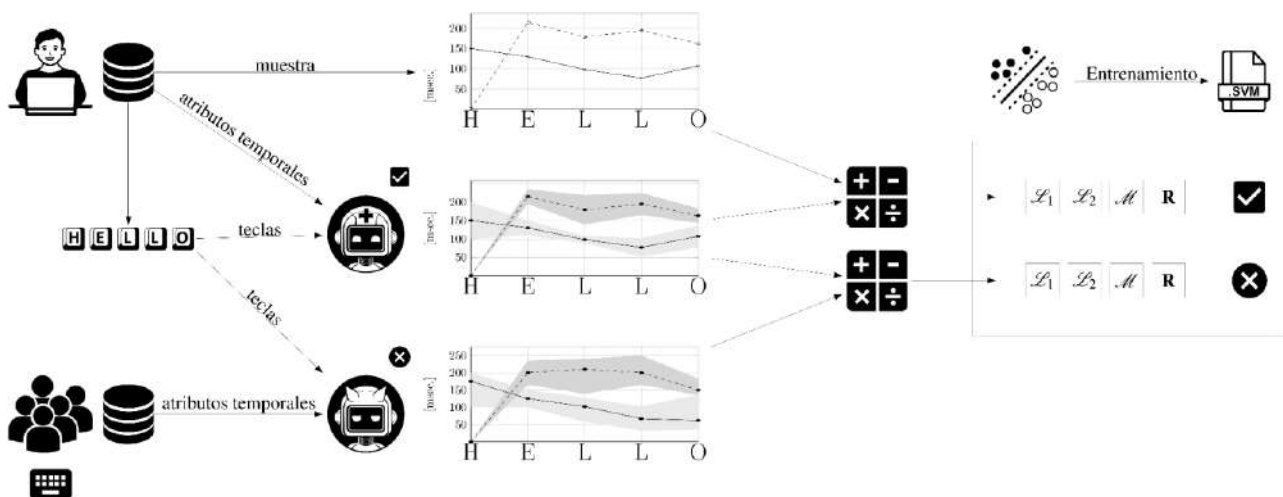 muestra
[msec.]
200
150
100
50
H E L L O
Entrenamiento
.SVM
atributos temporales
H E L L O
teclas
[msec.]
200
150
100
50
H E L L O
+ −
× ÷
ℒ₁ ℒ₂ ℳ R
teclas
+ −
× ÷
ℒ₁ ℒ₂ ℳ R
atributos temporales
[msec.]
250
200
150
100
50
H E L L O